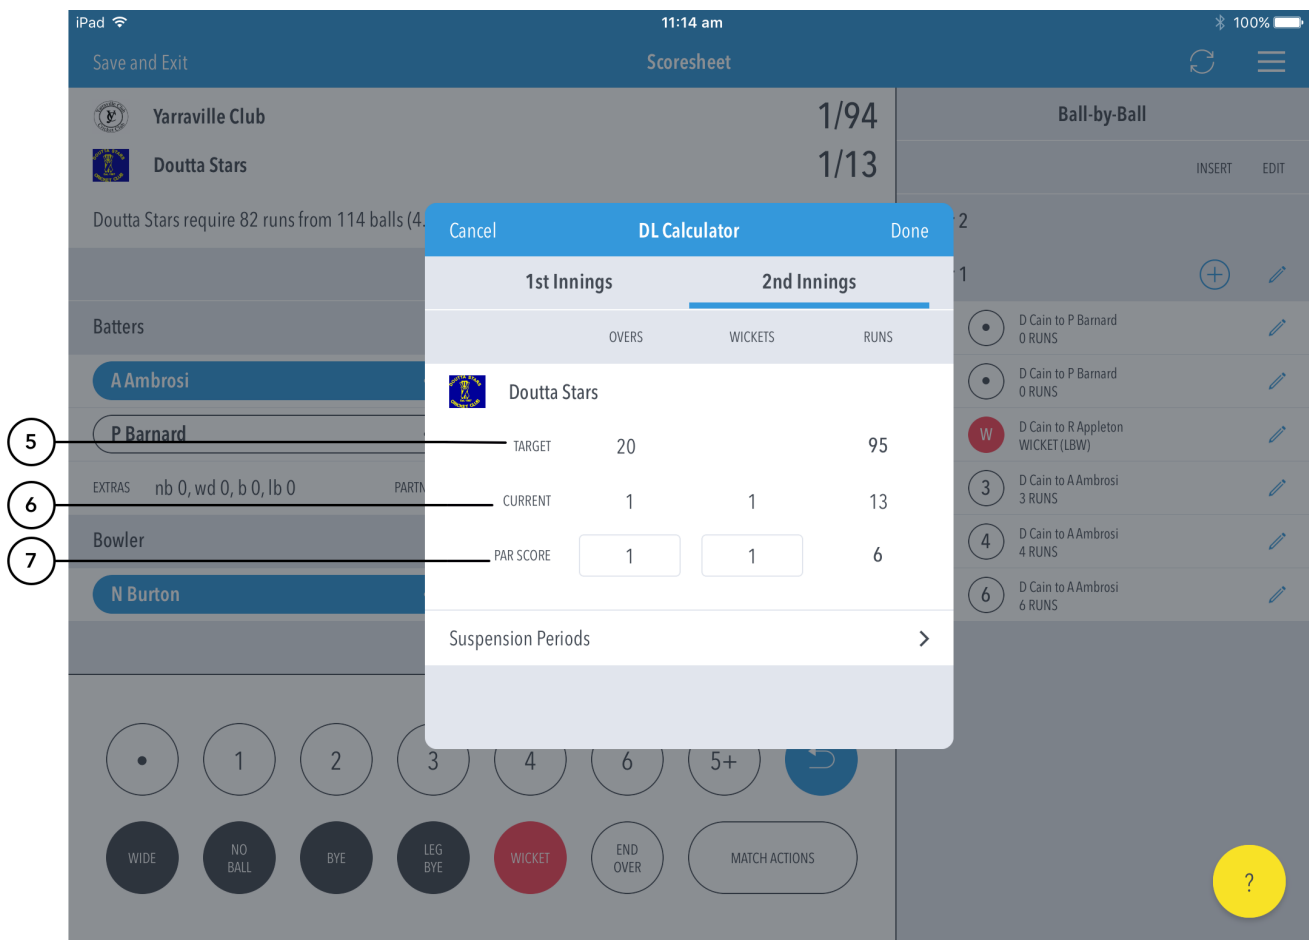 iPad 11:14 am 100%
Save and Exit Scoresheet
Yarraville Club 1/94
Doutta Stars 1/13
Doutta Stars require 82 runs from 114 balls (4.
Ball-by-Ball
INSERT EDIT
2
1
D Cain to P Barnard
0 RUNS
D Cain to P Barnard
0 RUNS
W D Cain to R Appleton
WICKET (LBW)
3 D Cain to A Ambrosi
3 RUNS
4 D Cain to A Ambrosi
4 RUNS
6 D Cain to A Ambrosi
6 RUNS
Batters
A Ambrosi
P Barnard
EXTRAS nb 0, wd 0, b 0, lb 0 PARTN
Bowler
N Burton
Cancel DL Calculator Done
1st Innings 2nd Innings
OVERS WICKETS RUNS
Doutta Stars
5 TARGET 20 95
6 CURRENT 1 1 13
7 PAR SCORE 1 1 6
Suspension Periods
1 2 3 4 6 5+
WIDE NO BALL BYE LEG BYE WICKET END OVER MATCH ACTIONS
?